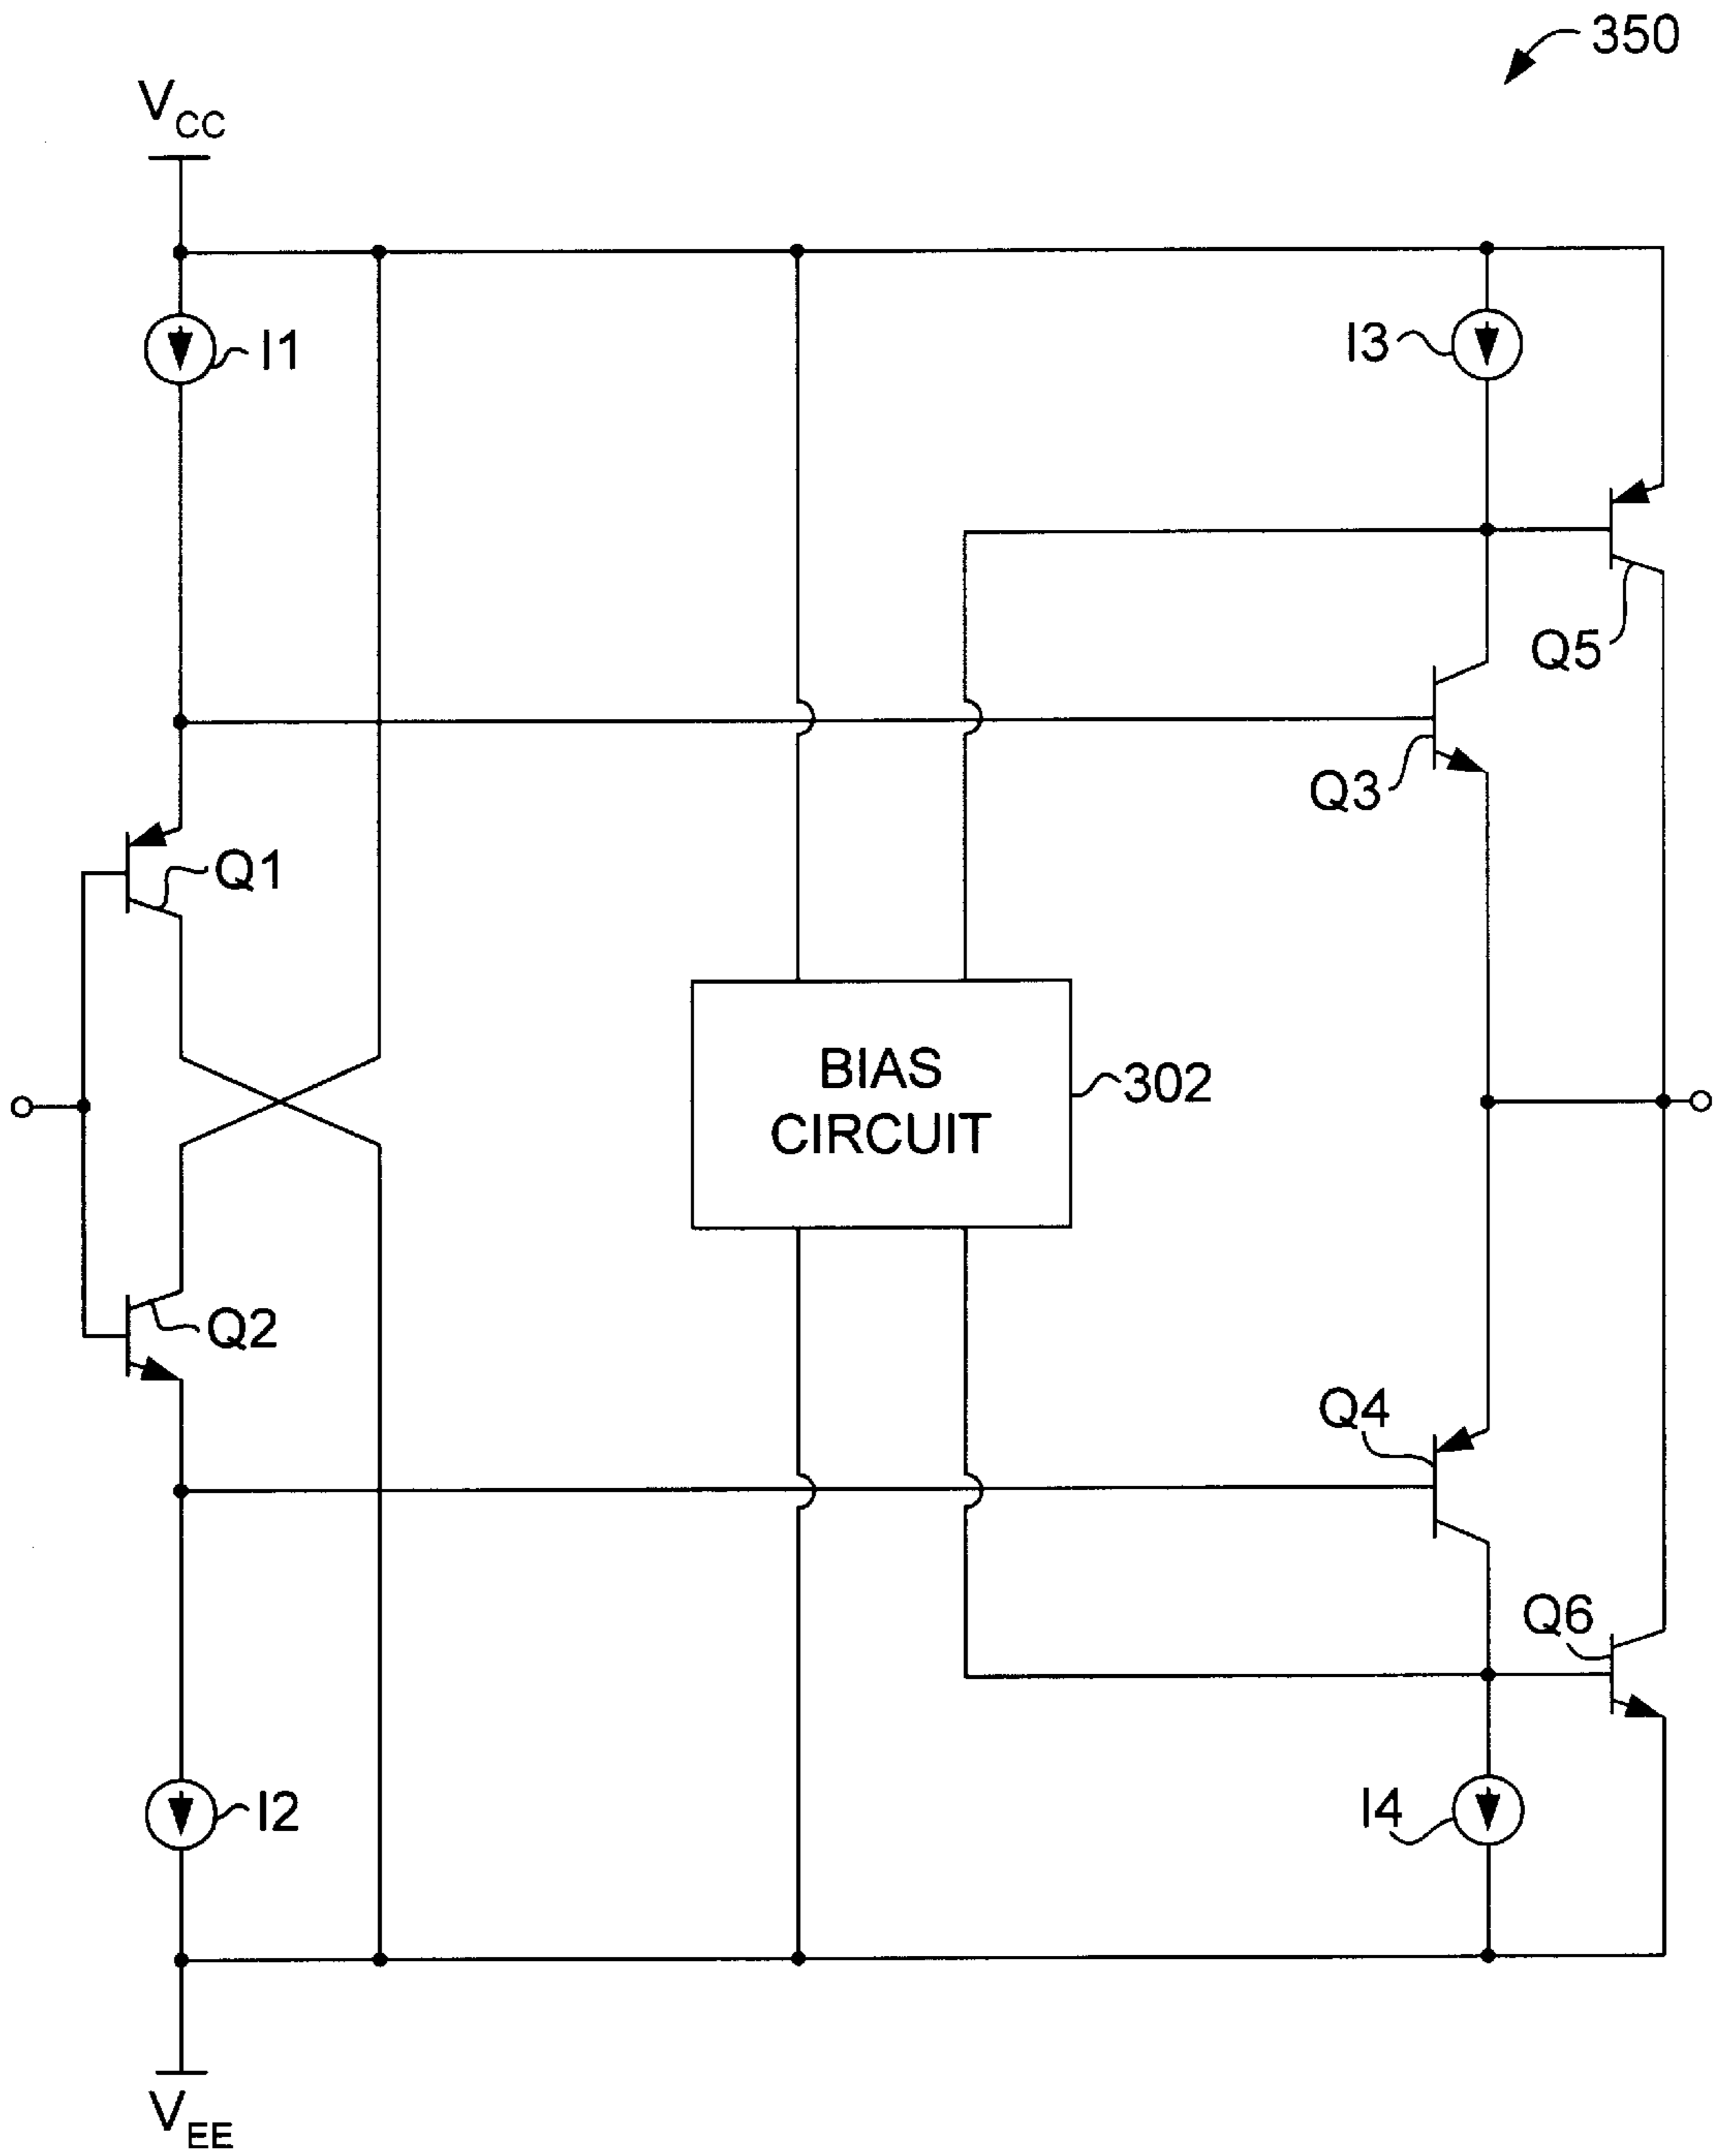 350
VCC
I1
I3
Q5
Q3
Q1
BIAS
CIRCUIT
302
Q2
Q4
Q6
I2
I4
VEE